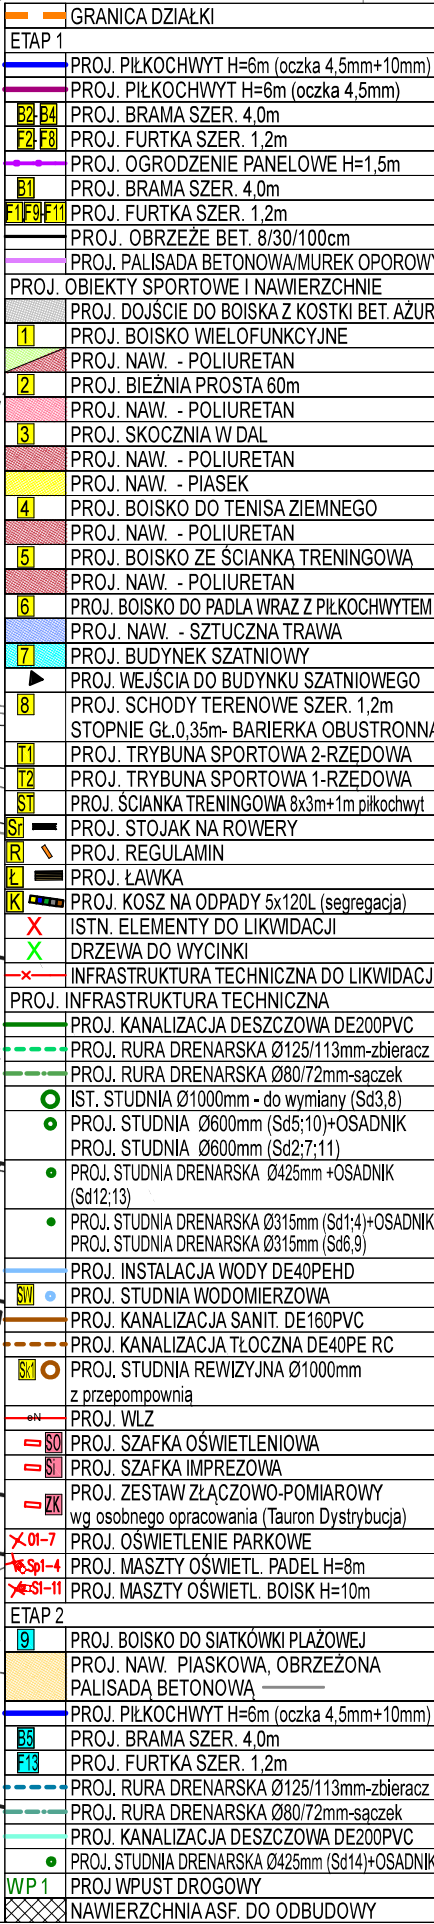 GRANICA DZIAŁKI
ETAP 1
PROJ. PIŁKOCHWYT H=6m (oczka 4,5mm+10mm)
PROJ. PIŁKOCHWYT H=6m (oczka 4,5mm)
B2-B4 PROJ. BRAMA SZER. 4,0m
F2-F8 PROJ. FURTKA SZER. 1,2m
PROJ. OGRODZENIE PANELOWE H=1,5m
B1 PROJ. BRAMA SZER. 4,0m
F1,F9-F11 PROJ. FURTKA SZER. 1,2m
PROJ. OBRZEŻE BET. 8/30/100cm
PROJ. PALISADA BETONOWA/MUREK OPOROWY
PROJ. OBIEKTY SPORTOWE I NAWIERZCHNIE
PROJ. DOJŚCIE DO BOISKA Z KOSTKI BET. AŻUR
1 PROJ. BOISKO WIELOFUNKCYJNE
PROJ. NAW. - POLIURETAN
2 PROJ. BIEŻNIA PROSTA 60m
PROJ. NAW. - POLIURETAN
3 PROJ. SKOCZNIA W DAL
PROJ. NAW. - POLIURETAN
PROJ. NAW. - PIASEK
4 PROJ. BOISKO DO TENISA ZIEMNEGO
PROJ. NAW. - POLIURETAN
5 PROJ. BOISKO ZE ŚCIANKĄ TRENINGOWĄ
PROJ. NAW. - POLIURETAN
6 PROJ. BOISKO DO PADLA WRAZ Z PIŁKOCHWYTEM
PROJ. NAW. - SZTUCZNA TRAWA
7 PROJ. BUDYNEK SZATNIOWY
PROJ. WEJŚCIA DO BUDYNKU SZATNIOWEGO
8 PROJ. SCHODY TERENOWE SZER. 1,2m
STOPNIE GŁ.0,35m- BARIERKA OBUSTRONNA
T1 PROJ. TRYBUNA SPORTOWA 2-RZĘDOWA
T2 PROJ. TRYBUNA SPORTOWA 1-RZĘDOWA
ST PROJ. ŚCIANKA TRENINGOWA 8x3m+1m piłkochwyt
Sr PROJ. STOJAK NA ROWERY
R PROJ. REGULAMIN
Ł PROJ. ŁAWKA
K PROJ. KOSZ NA ODPADY 5x120L (segregacja)
X ISTN. ELEMENTY DO LIKWIDACJI
X DRZEWA DO WYCINKI
INFRASTRUKTURA TECHNICZNA DO LIKWIDACJ
PROJ. INFRASTRUKTURA TECHNICZNA
PROJ. KANALIZACJA DESZCZOWA DE200PVC
PROJ. RURA DRENARSKA Ø125/113mm-zbieracz
PROJ. RURA DRENARSKA Ø80/72mm-sączek
IST. STUDNIA Ø1000mm - do wymiany (Sd3,8)
PROJ. STUDNIA Ø600mm (Sd5;10)+OSADNIK
PROJ. STUDNIA Ø600mm (Sd2;7;11)
PROJ. STUDNIA DRENARSKA Ø425mm +OSADNIK
(Sd12;13)
PROJ. STUDNIA DRENARSKA Ø315mm (Sd1;4)+OSADNIK
PROJ. STUDNIA DRENARSKA Ø315mm (Sd6,9)
PROJ. INSTALACJA WODY DE40PEHD
SW PROJ. STUDNIA WODOMIERZOWA
PROJ. KANALIZACJA SANIT. DE160PVC
PROJ. KANALIZACJA TŁOCZNA DE40PE RC
Sk1 PROJ. STUDNIA REWIZYJNA Ø1000mm
z przepompownią
eN PROJ. WLZ
SO PROJ. SZAFKA OŚWIETLENIOWA
Si PROJ. SZAFKA IMPREZOWA
ZK PROJ. ZESTAW ZŁĄCZOWO-POMIAROWY
wg osobnego opracowania (Tauron Dystrybucja)
O1-7 PROJ. OŚWIETLENIE PARKOWE
Sp1-4 PROJ. MASZTY OŚWIETL. PADEL H=8m
S1-11 PROJ. MASZTY OŚWIETL. BOISK H=10m
ETAP 2
9 PROJ. BOISKO DO SIATKÓWKI PLAŻOWEJ
PROJ. NAW. PIASKOWA, OBRZEŻONA
PALISADĄ BETONOWĄ
PROJ. PIŁKOCHWYT H=6m (oczka 4,5mm+10mm)
B5 PROJ. BRAMA SZER. 4,0m
F13 PROJ. FURTKA SZER. 1,2m
PROJ. RURA DRENARSKA Ø125/113mm-zbieracz
PROJ. RURA DRENARSKA Ø80/72mm-sączek
PROJ. KANALIZACJA DESZCZOWA DE200PVC
PROJ. STUDNIA DRENARSKA Ø425mm (Sd14)+OSADNIK
WP1 PROJ WPUST DROGOWY
NAWIERZCHNIA ASF. DO ODBUDOWY